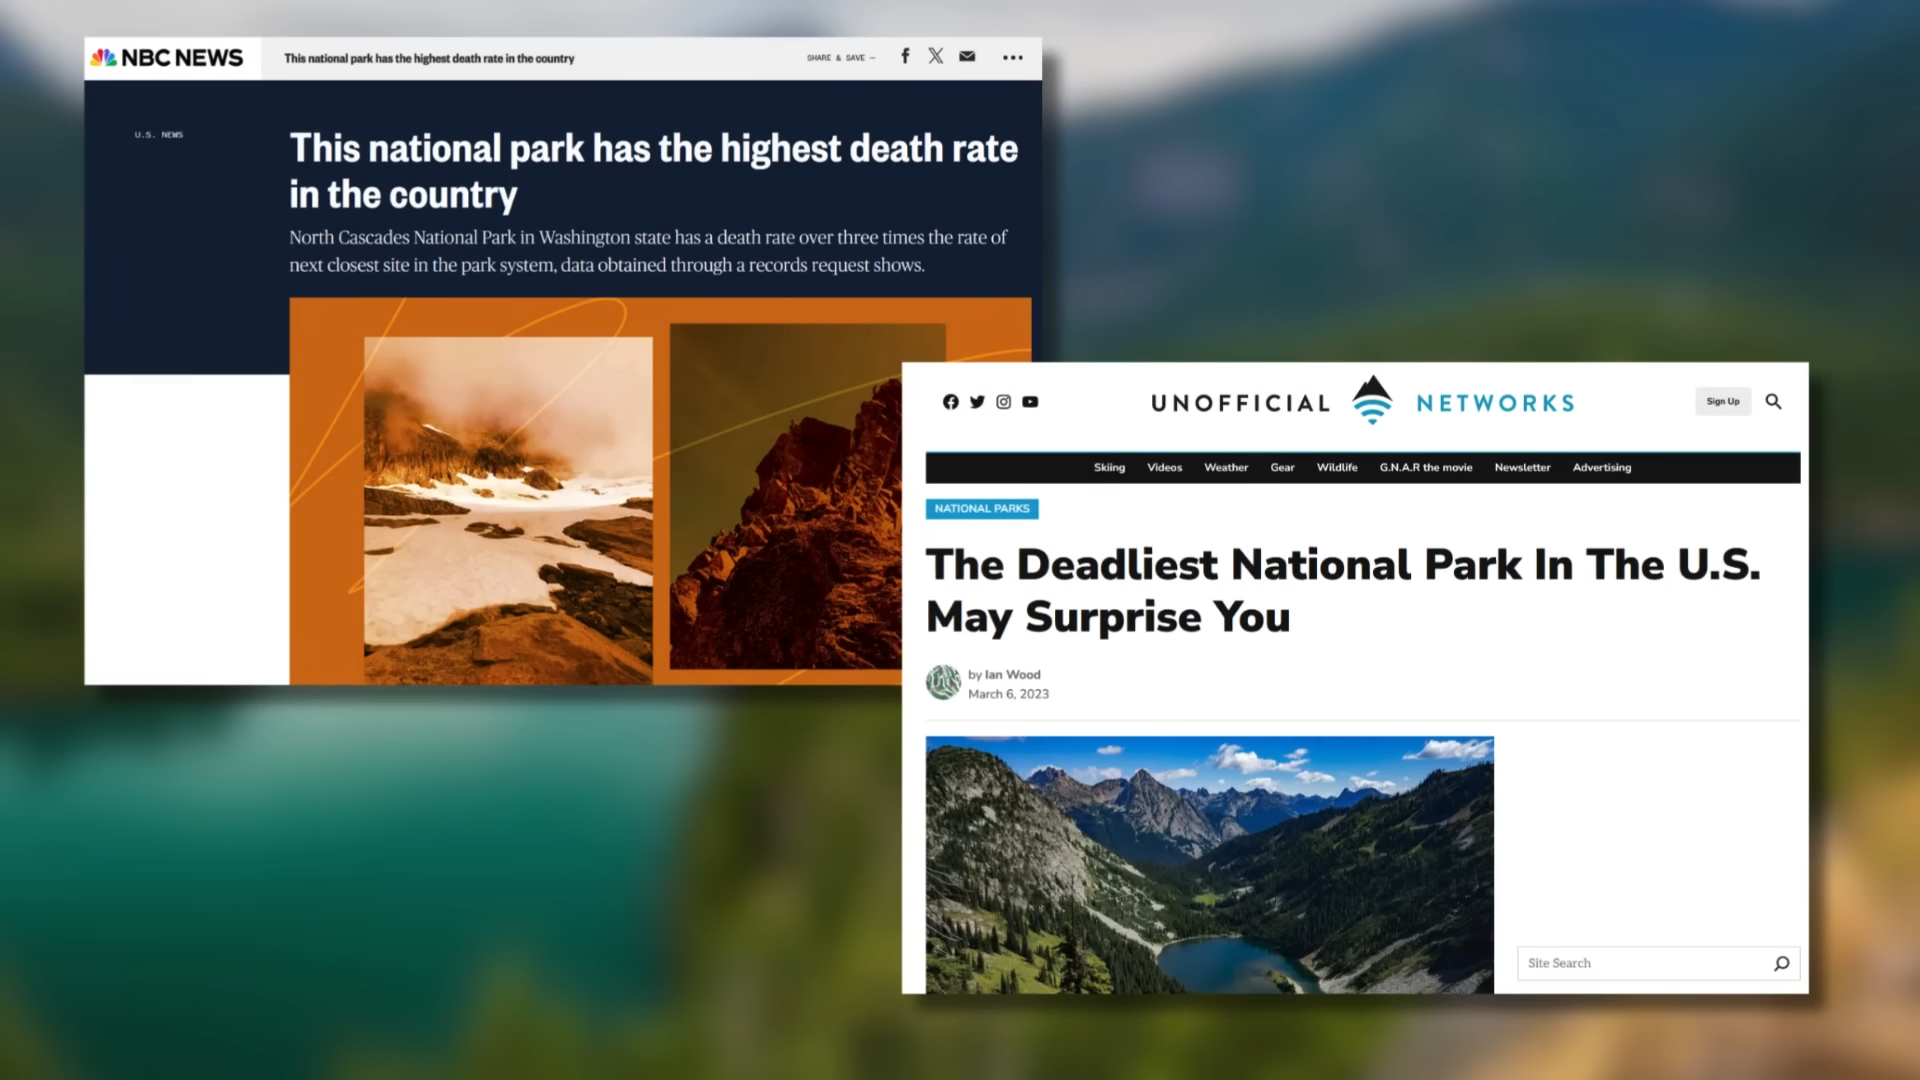 NBC NEWS
This national park has the highest death rate in the country
SHARE & SAVE —
U.S. NEWS
This national park has the highest death rate
in the country
North Cascades National Park in Washington state has a death rate over three times the rate of
next closest site in the park system, data obtained through a records request shows.
UNOFFICIAL NETWORKS
Sign Up
Skiing Videos Weather Gear Wildlife G.N.A.R the movie Newsletter Advertising
NATIONAL PARKS
The Deadliest National Park In The U.S.
May Surprise You
by Ian Wood
March 6, 2023
Site Search